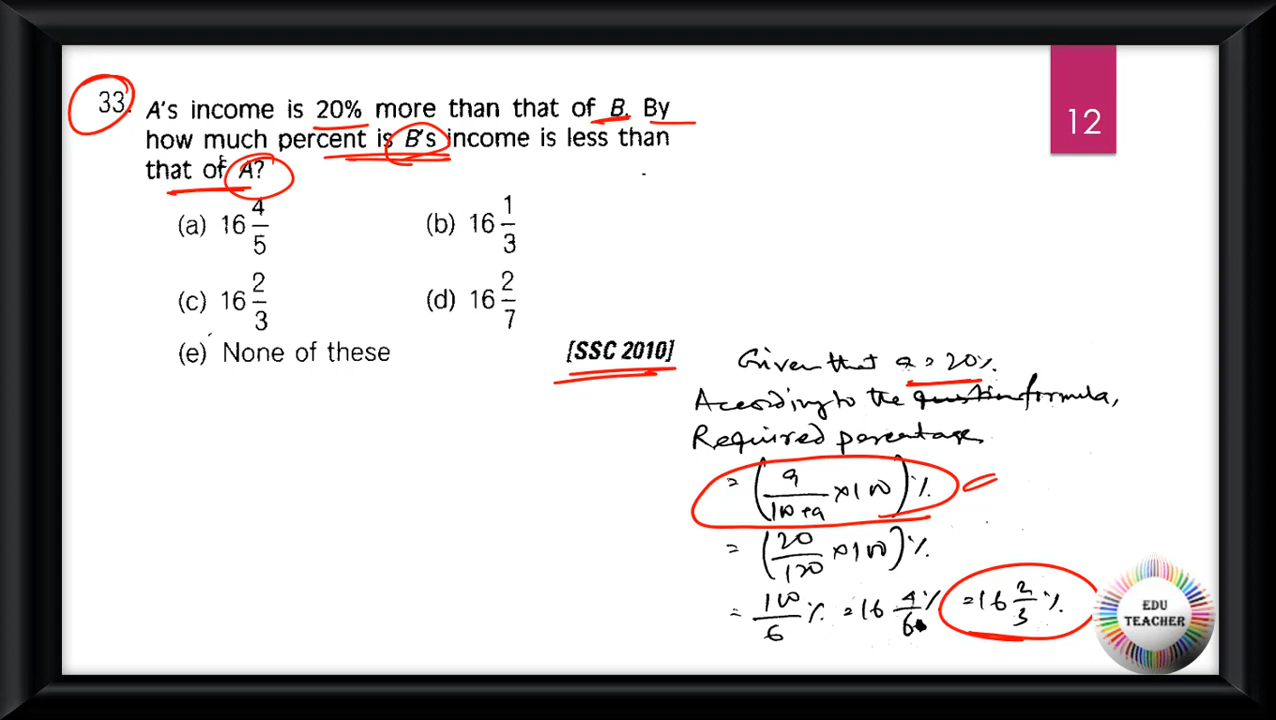 33. A's income is 20% more than that of B. By
how much percent is B's income is less than
that of A?
(a) 16 4/5 (b) 16 1/3
(c) 16 2/3 (d) 16 2/7
(e) None of these
[SSC 2010]
12
Given that a = 20%.
According to the question formula,
Required percentage
= (a/(100+a) × 100) %.
= (20/120 × 100) %.
= 100/6 % = 16 4/6 % = 16 2/3 %.
EDU
TEACHER